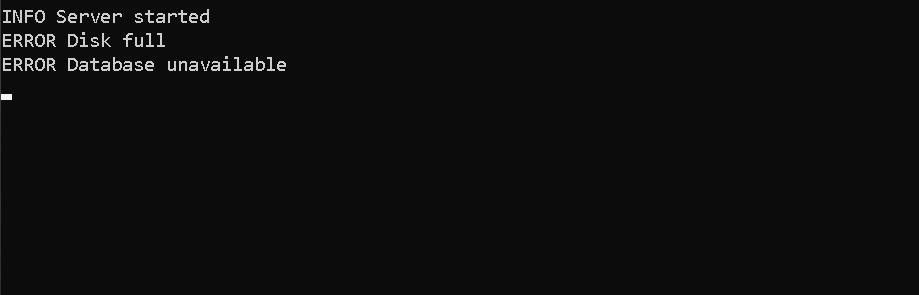 INFO Server started
ERROR Disk full
ERROR Database unavailable